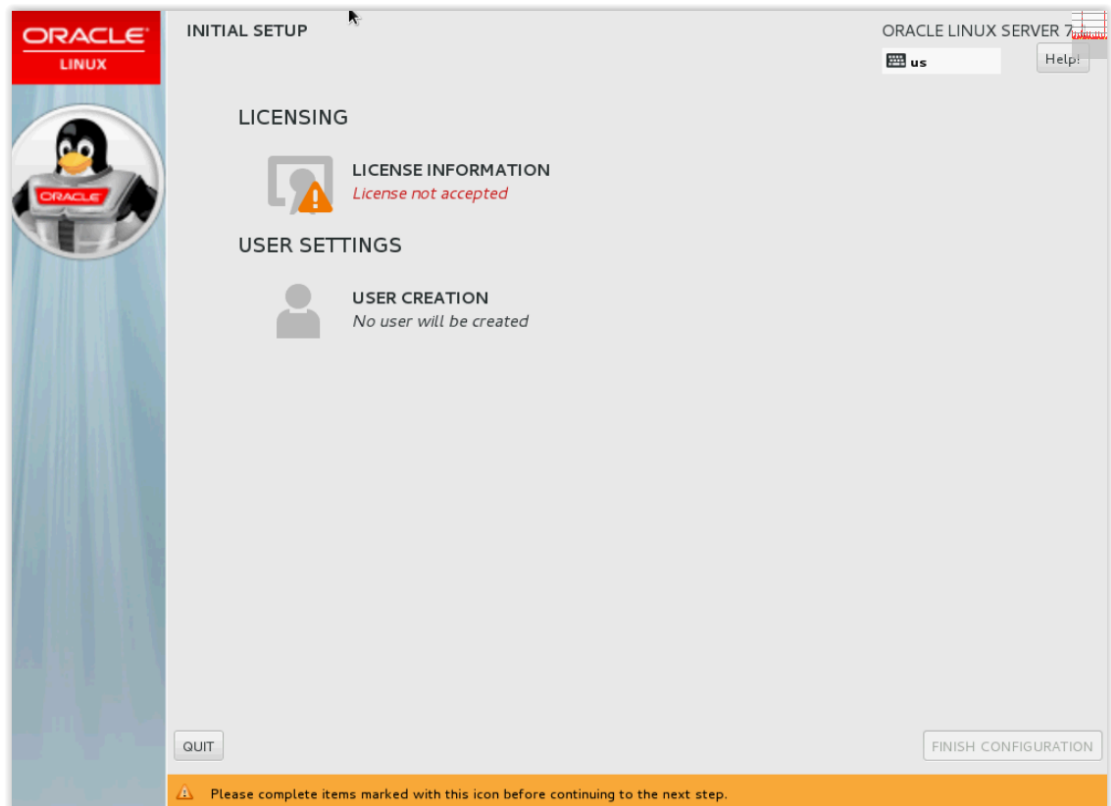 ORACLE
LINUX
INITIAL SETUP
ORACLE LINUX SERVER 7.
us
Help!
ORACLE
LICENSING
LICENSE INFORMATION
License not accepted
USER SETTINGS
USER CREATION
No user will be created
QUIT
FINISH CONFIGURATION
Please complete items marked with this icon before continuing to the next step.